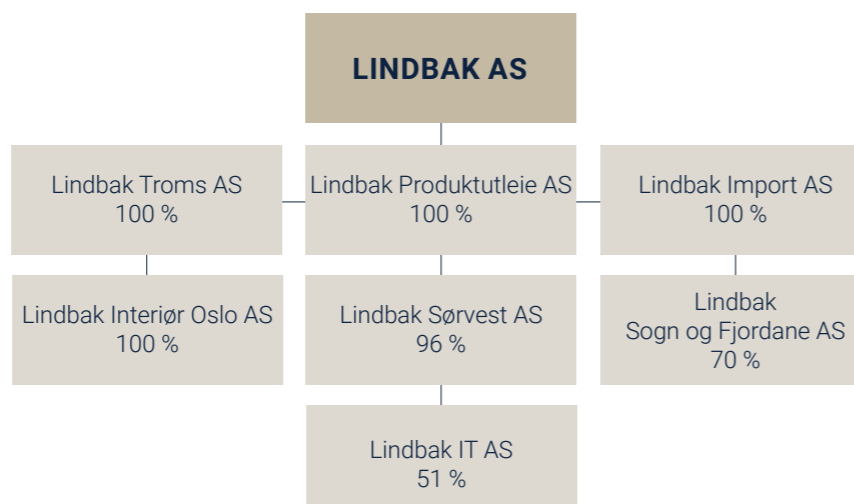 LINDBAK AS
Lindbak Troms AS
100 %
Lindbak Produktutleie AS
100 %
Lindbak Import AS
100 %
Lindbak Interiør Oslo AS
100 %
Lindbak Sørvest AS
96 %
Lindbak
Sogn og Fjordane AS
70 %
Lindbak IT AS
51 %